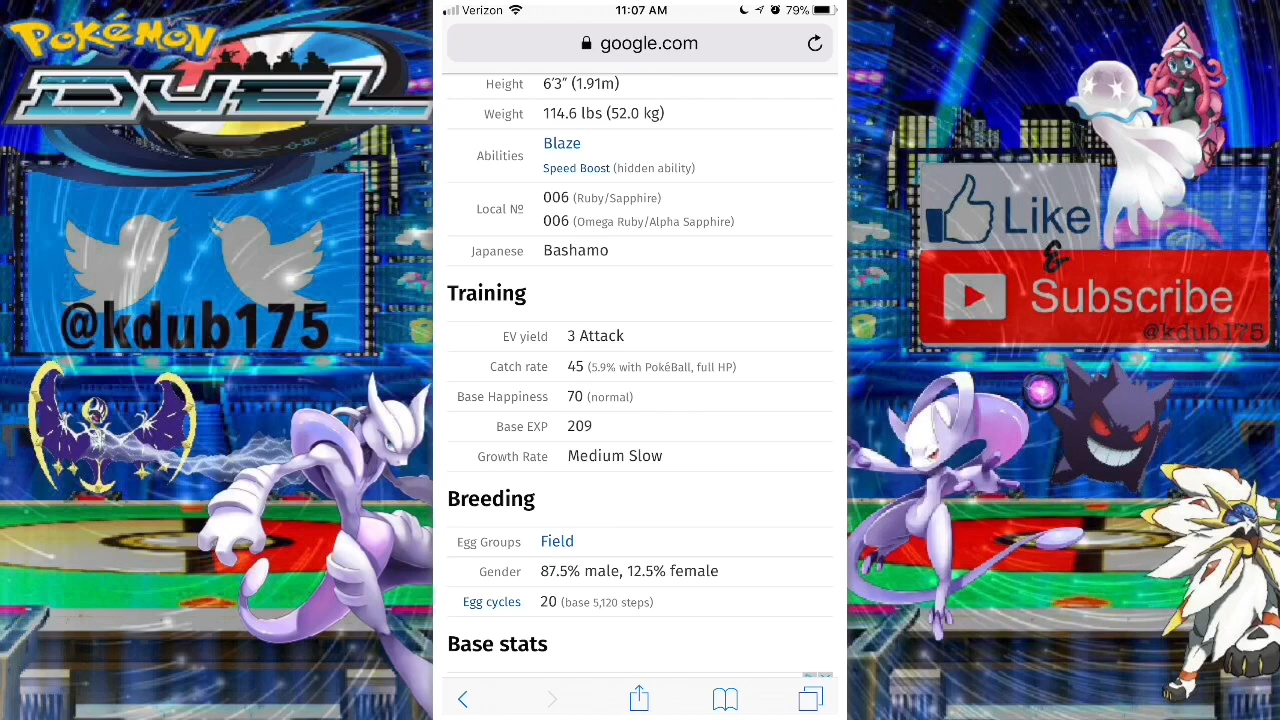 POKéMON
DUEL
@kdub175
Verizon 11:07 AM 79%
google.com
Height 6'3" (1.91m)
Weight 114.6 lbs (52.0 kg)
Abilities Blaze
Speed Boost (hidden ability)
Local № 006 (Ruby/Sapphire)
006 (Omega Ruby/Alpha Sapphire)
Japanese Bashamo
Training
EV yield 3 Attack
Catch rate 45 (5.9% with PokéBall, full HP)
Base Happiness 70 (normal)
Base EXP 209
Growth Rate Medium Slow
Breeding
Egg Groups Field
Gender 87.5% male, 12.5% female
Egg cycles 20 (base 5,120 steps)
Base stats
Like
&
Subscribe
@kdub175